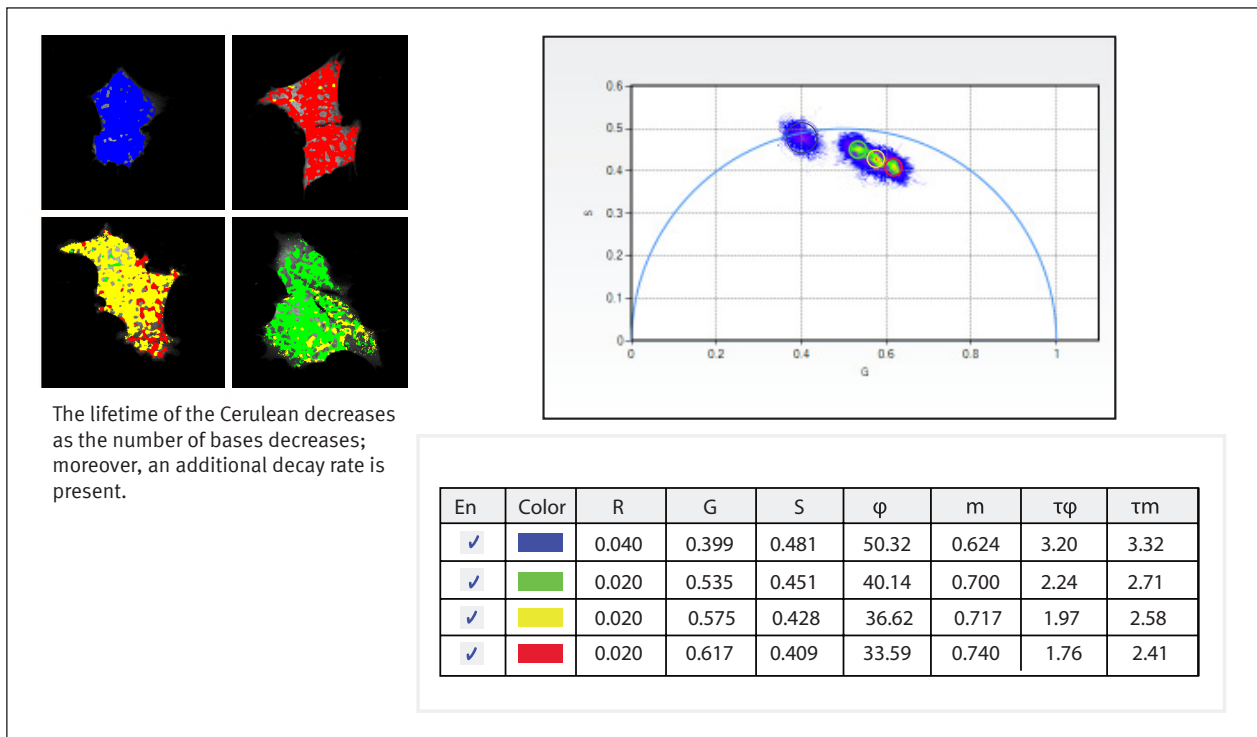 0.6
0.5
0.4
0.3
0.2
0.1
0
S
0 0.2 0.4 0.6 0.8 1
G
The lifetime of the Cerulean decreases
as the number of bases decreases;
moreover, an additional decay rate is
present.
En Color R G S φ m τφ τm
✓ 0.040 0.399 0.481 50.32 0.624 3.20 3.32
✓ 0.020 0.535 0.451 40.14 0.700 2.24 2.71
✓ 0.020 0.575 0.428 36.62 0.717 1.97 2.58
✓ 0.020 0.617 0.409 33.59 0.740 1.76 2.41